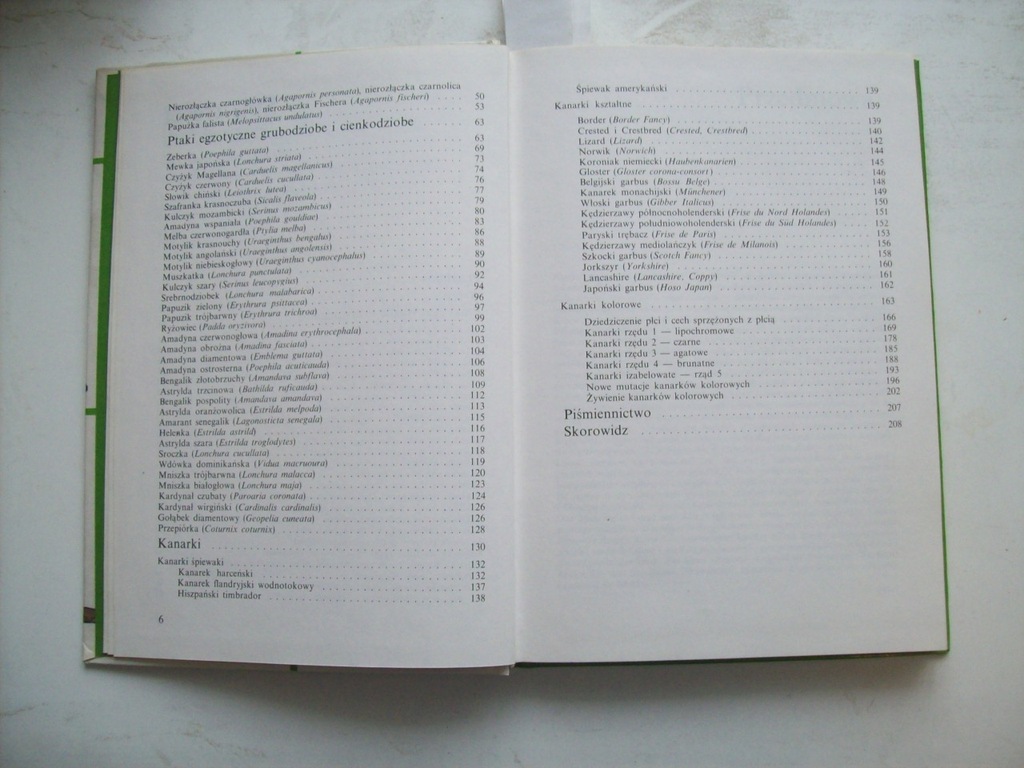 Nierozłączka czarnogłówka (Agapornis personata), nierozłączka czarnolica
(Agapornis nigrigenis), nierozłączka Fischera (Agapornis fischeri) . . . . 50
Papużka falista (Melopsittacus undulatus) 53
Ptaki egzotyczne grubodziobe i cienkodziobe 63
Zeberka (Poephila guttata) 63
Mewka japońska (Lonchura striata) 69
Czyżyk Magellana (Carduelis magellanicus) 73
Czyżyk czerwony (Carduelis cucullata) 74
Słowik chiński (Leiothrix lutea) 76
Szafranka krasnoczuba (Sicalis flaveola) 77
Kulczyk mozambicki (Serinus mozambicus) 79
Amadyna wspaniała (Poephila gouldiae) 80
Melba czerwonogardła (Ptylia melba) 83
Motylik krasnouchy (Uraeginthus bengalus) 86
Motylik angolański (Uraeginthus angolensis) 88
Motylik niebieskogłowy (Uraeginthus cyanocephalus) 89
Muszkatka (Lonchura punctulata) 90
Kulczyk szary (Serinus leucopygius) 92
Srebrnodziobek (Lonchura malabarica) 94
Papuzik zielony (Erythrura psittacea) 96
Papuzik trójbarwny (Erythrura trichroa) 97
Ryżowiec (Padda oryzivora) 99
Amadyna czerwonogłowa (Amadina erythrocephala) 102
Amadyna obrożna (Amadina fasciata) 103
Amadyna diamentowa (Emblema guttata) 104
Amadyna ostrosterna (Poephila acuticauda) 106
Bengalik złotobrzuchy (Amandava subflava) 108
Astryida trzcinowa (Bathilda ruficauda) 109
Bengalik pospolity (Amandava amandava) 112
Astrylda oranżowolica (Estrilda melpoda) 113
Amarant senegalik (Lagonosticta senegala) 115
Helenka (Estrilda astrild) 116
Astrylda szara (Estrilda troglodytes) 117
Sroczka (Lonchura cucullata) 118
Wdówka dominikańska (Vidua macruoura) 119
Mniszka trójbarwna (Lonchura malacca) 120
Mniszka białogłowa (Lonchura maja) 123
Kardynał czubaty (Paroaria coronata) 124
Kardynał wirgiński (Cardinalis cardinalis) 126
Gołąbek diamentowy (Geopelia cuneata) 126
Przepiórka (Coturnix coturnix) 128
Kanarki 130
Kanarki śpiewaki 132
Kanarek harceński 132
Kanarek flandryjski wodnotokowy 137
Hiszpański timbrador 138
6
Śpiewak amerykański 139
Kanarki kształtne 139
Border (Border Fancy) 139
Crested i Crestbred (Crested, Crestbred) 140
Lizard (Lizard) 142
Norwik (Norwich) 144
Koroniak niemiecki (Haubenkanarien) 145
Gloster (Gloster corona-consort) 146
Belgijski garbus (Bossu Belge) 148
Kanarek monachijski (Münchener) 149
Włoski garbus (Gibber Italicus) 150
Kędzierzawy północnoholenderski (Frise du Nord Holandes) 151
Kędzierzawy południowoholenderski (Frise du Süd Holandes) 152
Paryski trębacz (Frise de Paris) 153
Kędzierzawy mediolańczyk (Frise de Milanois) 156
Szkocki garbus (Scotch Fancy) 158
Jorkszyr (Yorkshire) 160
Lancashire (Lancashire, Coppy) 161
Japoński garbus (Hoso Japan) 162
Kanarki kolorowe 163
Dziedziczenie płci i cech sprzężonych z płcią 166
Kanarki rzędu 1 — lipochromowe 169
Kanarki rzędu 2 — czarne 178
Kanarki rzędu 3 — agatowe 185
Kanarki rzędu 4 — brunatne 188
Kanarki izabelowate — rząd 5 193
Nowe mutacje kanarków kolorowych 196
Żywienie kanarków kolorowych 202
Piśmiennictwo 207
Skorowidz 208